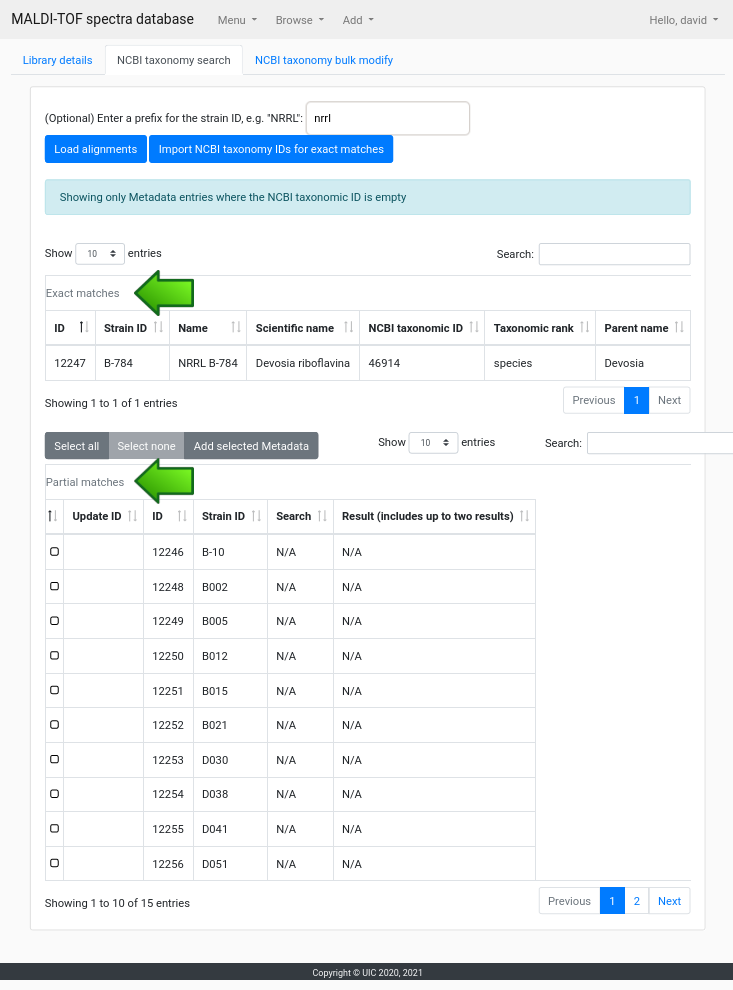 MALDI-TOF spectra database Menu Browse Add Hello, david
Library details NCBI taxonomy search NCBI taxonomy bulk modify
(Optional) Enter a prefix for the strain ID, e.g. "NRRL": nrrl
Load alignments Import NCBI taxonomy IDs for exact matches
Showing only Metadata entries where the NCBI taxonomic ID is empty
Show 10 entries Search:
Exact matches
ID Strain ID Name Scientific name NCBI taxonomic ID Taxonomic rank Parent name
12247 B-784 NRRL B-784 Devosia riboflavina 46914 species Devosia
Showing 1 to 1 of 1 entries Previous 1 Next
Select all Select none Add selected Metadata Show 10 entries Search:
Partial matches
Update ID ID Strain ID Search Result (includes up to two results)
12246 B-10 N/A N/A
12248 B002 N/A N/A
12249 B005 N/A N/A
12250 B012 N/A N/A
12251 B015 N/A N/A
12252 B021 N/A N/A
12253 D030 N/A N/A
12254 D038 N/A N/A
12255 D041 N/A N/A
12256 D051 N/A N/A
Showing 1 to 10 of 15 entries Previous 1 2 Next
Copyright © UIC 2020, 2021